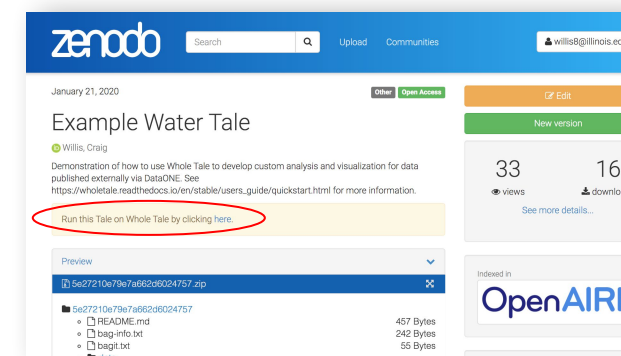 zenodo
Search
Upload Communities
willis8@illinois.ec
January 21, 2020
Other Open Access
Edit
New version
Example Water Tale
Willis, Craig
Demonstration of how to use Whole Tale to develop custom analysis and visualization for data
published externally via DataONE. See
https://wholetale.readthedocs.io/en/stable/users_guide/quickstart.html for more information.
33
views
16
downlo
See more details...
Run this Tale on Whole Tale by clicking here.
Preview
5e27210e79e7a662d6024757.zip
5e27210e79e7a662d6024757
README.md 457 Bytes
bag-info.txt 242 Bytes
bagit.txt 55 Bytes
Indexed in
OpenAIR